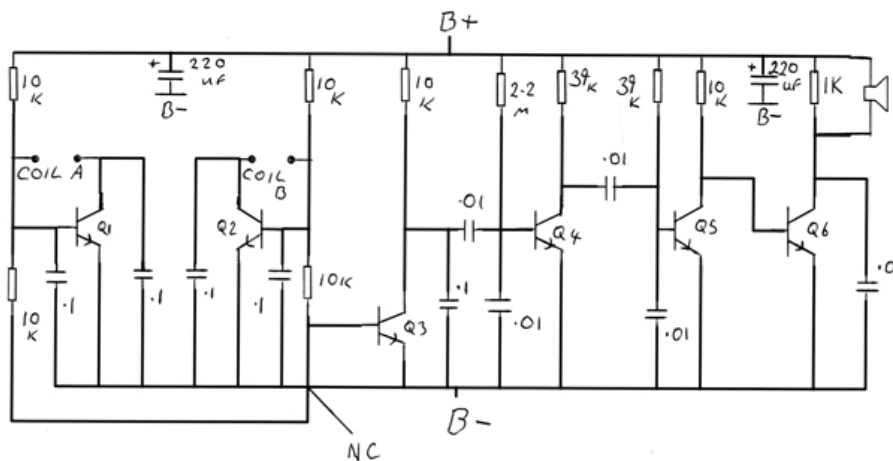 B+
10
K
+
220
uf
B-
10
K
10
K
2.2
M
39
K
39
K
10
K
+
220
uf
B-
1K
COIL A
COIL
B
.01
.01
Q1
Q2
Q4
Q5
Q6
10
K
.1
.1
.1
.1
10K
Q3
.1
.01
.01
.0
B-
NC